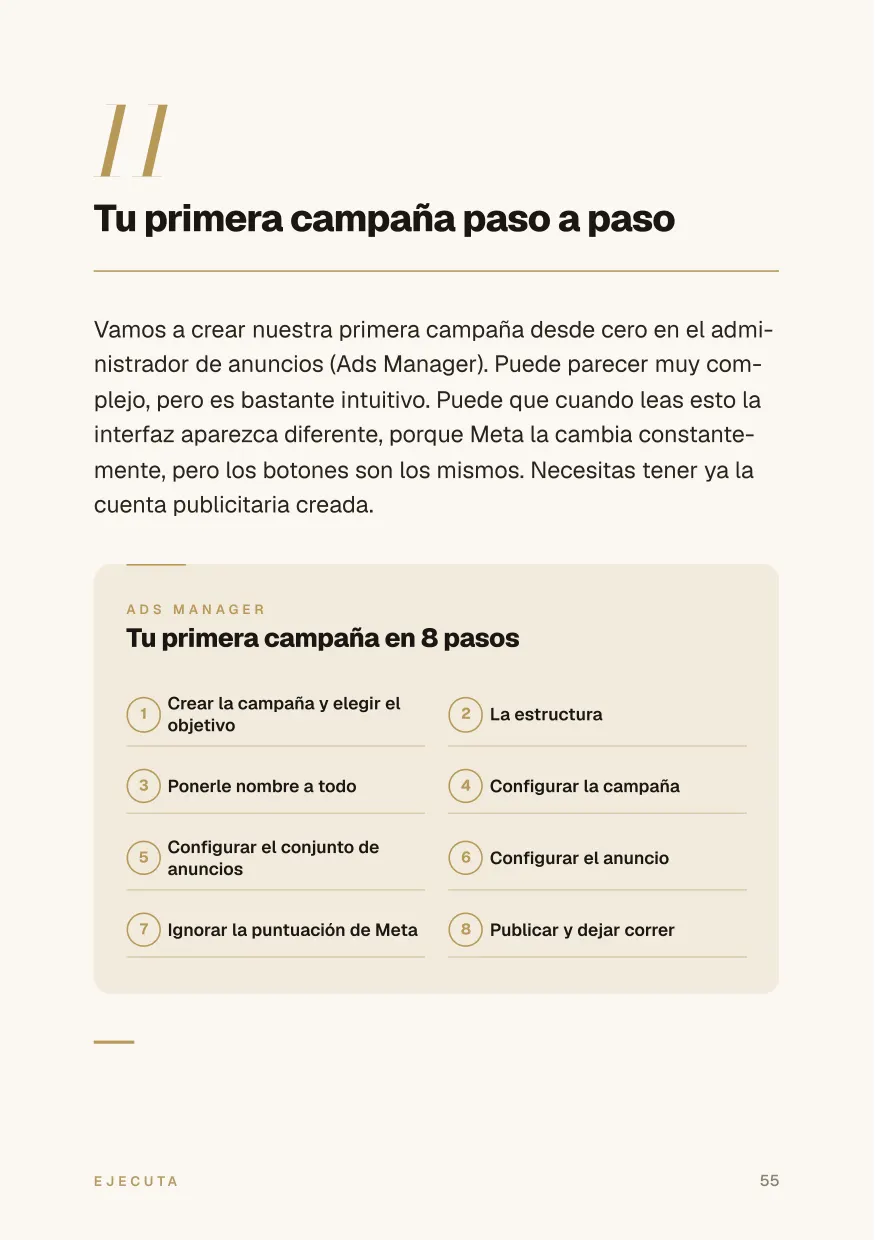 11
Tu primera campaña paso a paso
Vamos a crear nuestra primera campaña desde cero en el admi-
nistrador de anuncios (Ads Manager). Puede parecer muy com-
plejo, pero es bastante intuitivo. Puede que cuando leas esto la
interfaz aparezca diferente, porque Meta la cambia constante-
mente, pero los botones son los mismos. Necesitas tener ya la
cuenta publicitaria creada.
ADS MANAGER
Tu primera campaña en 8 pasos
1 Crear la campaña y elegir el
objetivo
2 La estructura
3 Ponerle nombre a todo
4 Configurar la campaña
5 Configurar el conjunto de
anuncios
6 Configurar el anuncio
7 Ignorar la puntuación de Meta
8 Publicar y dejar correr
EJECUTA
55